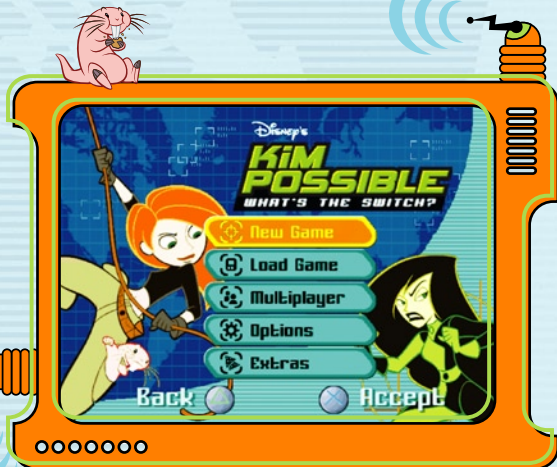 Disney's
KiM
POSSIBLE
WHAT'S THE SWITCH?
New Game
Load Game
Multiplayer
Options
Extras
Back
Accept